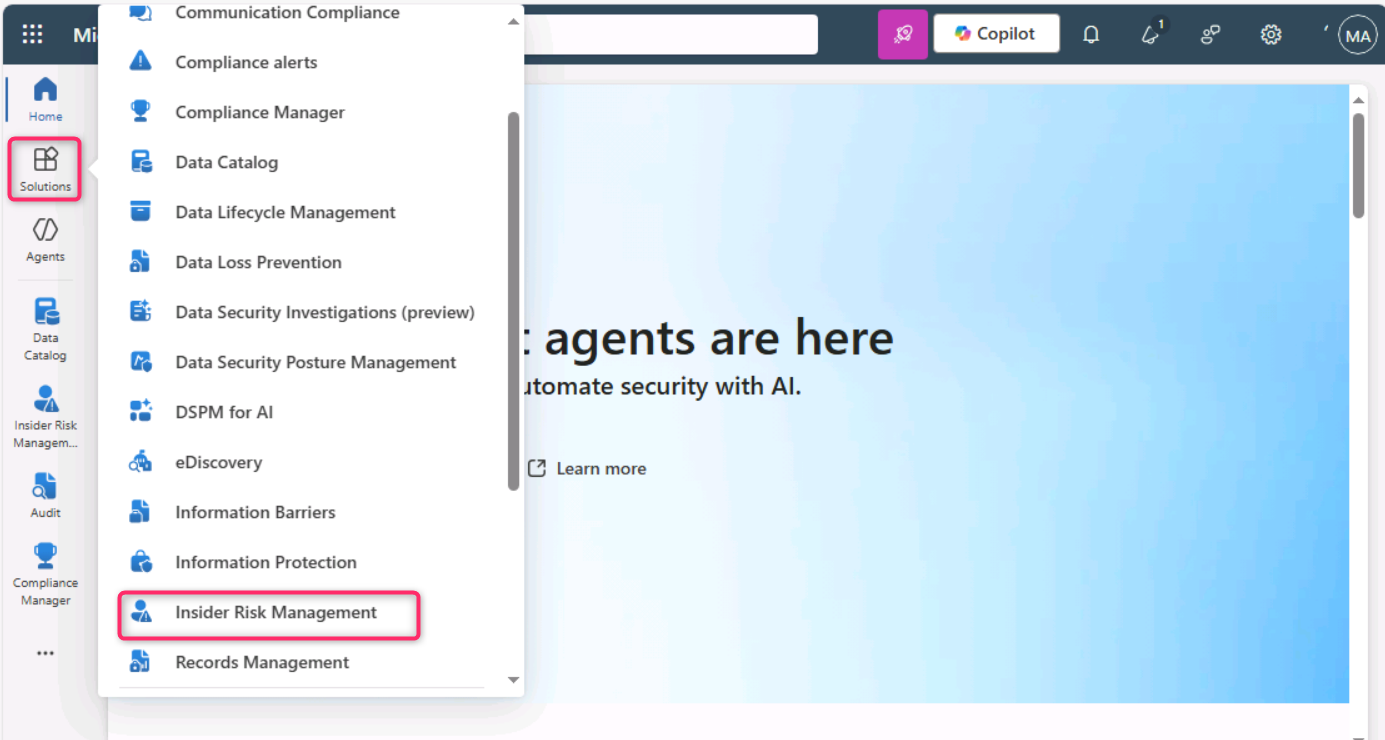 Mi
Copilot
1
MA
Home
Solutions
Agents
Data
Catalog
Insider Risk
Managem...
Audit
Compliance
Manager
...
Communication Compliance
Compliance alerts
Compliance Manager
Data Catalog
Data Lifecycle Management
Data Loss Prevention
Data Security Investigations (preview)
Data Security Posture Management
DSPM for AI
eDiscovery
Information Barriers
Information Protection
Insider Risk Management
Records Management
agents are here
utomate security with AI.
Learn more